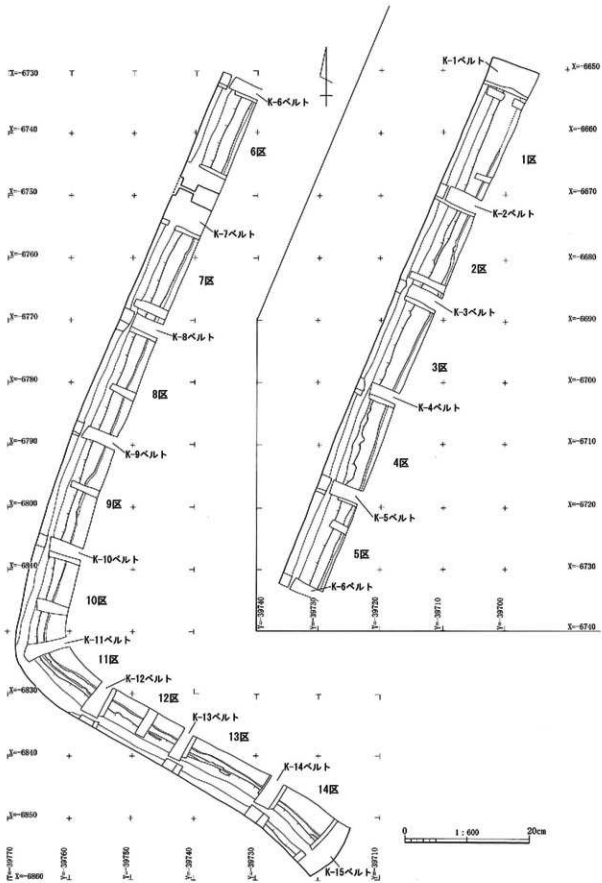 X=-6730
X=-6740
X=-6750
X=-6760
X=-6770
X=-6780
X=-6790
X=-6800
X=-6810
X=-6830
X=-6840
X=-6850
X=-6860
K-6ベルト
6区
K-7ベルト
7区
K-8ベルト
8区
K-9ベルト
9区
K-10ベルト
10区
K-11ベルト
11区
K-12ベルト
12区
K-13ベルト
13区
K-14ベルト
14区
K-15ベルト
Y=-39770
Y=-39760
Y=-39750
Y=-39740
Y=-39730
Y=-39710
K-1ベルト
1区
K-2ベルト
2区
K-3ベルト
3区
K-4ベルト
4区
K-5ベルト
5区
K-6ベルト
X=-6650
X=-6660
X=-6670
X=-6680
X=-6690
X=-6700
X=-6710
X=-6720
X=-6730
X=-6740
Y=-39740
Y=-39730
Y=-39720
Y=-39710
Y=-39700
0
1:600
20cm